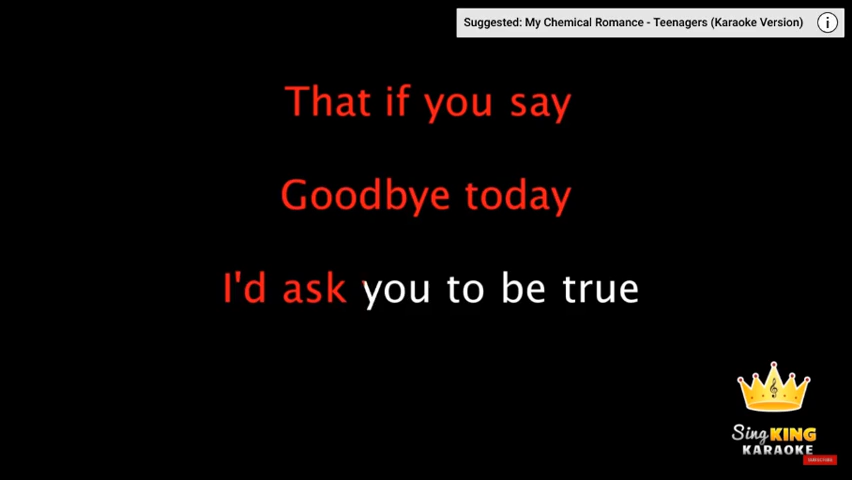 Suggested: My Chemical Romance - Teenagers (Karaoke Version)
That if you say
Goodbye today
I'd ask you to be true
Sing KING
KARAOKE
SUBSCRIBE